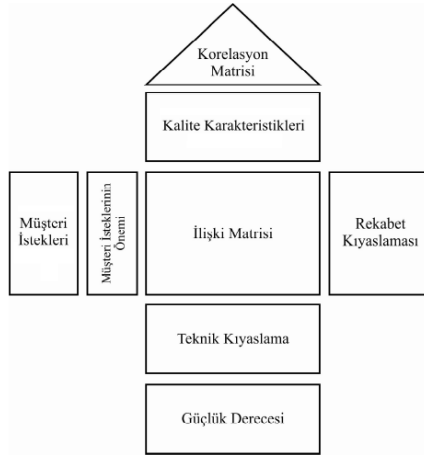 Korelasyon
Matrisi
Kalite Karakteristikleri
Müşteri
İstekleri
Müşteri İsteklerinin
Önemi
İlişki Matrisi
Rekabet
Kıyaslaması
Teknik Kıyaslama
Güçlük Derecesi